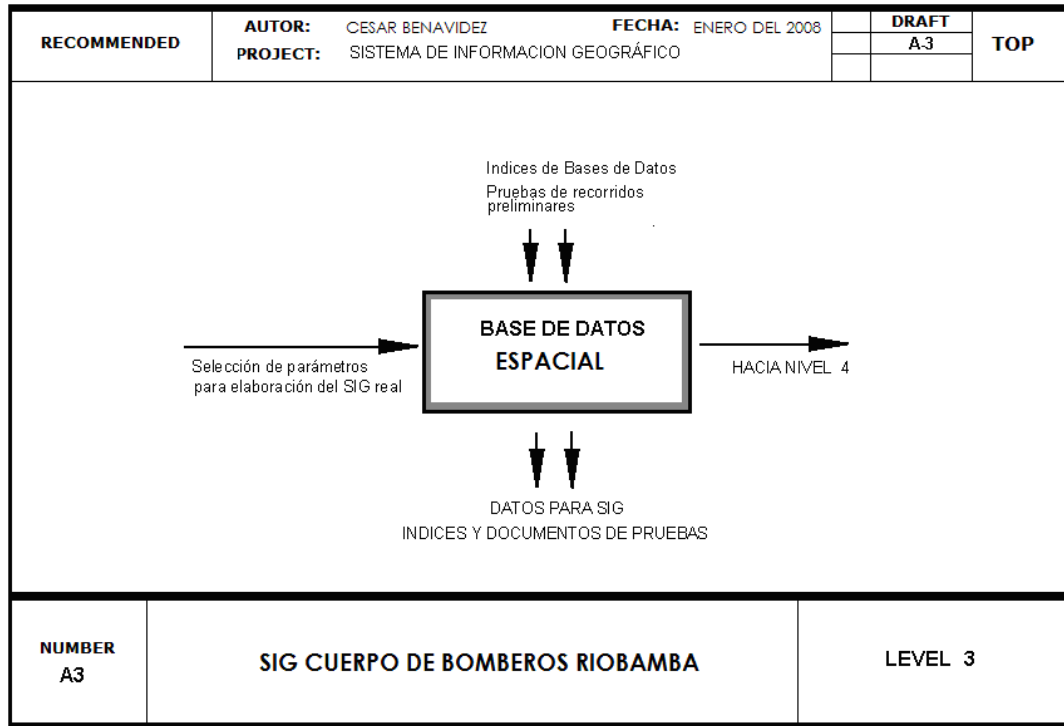 RECOMMENDED
AUTOR: CESAR BENAVIDEZ FECHA: ENERO DEL 2008
PROJECT: SISTEMA DE INFORMACION GEOGRÁFICO
DRAFT
A-3
TOP
Indices de Bases de Datos
Pruebas de recorridos
preliminares
BASE DE DATOS
ESPACIAL
Selección de parámetros
para elaboración del SIG real
HACIA NIVEL 4
DATOS PARA SIG
INDICES Y DOCUMENTOS DE PRUEBAS
NUMBER
A3
SIG CUERPO DE BOMBEROS RIOBAMBA
LEVEL 3